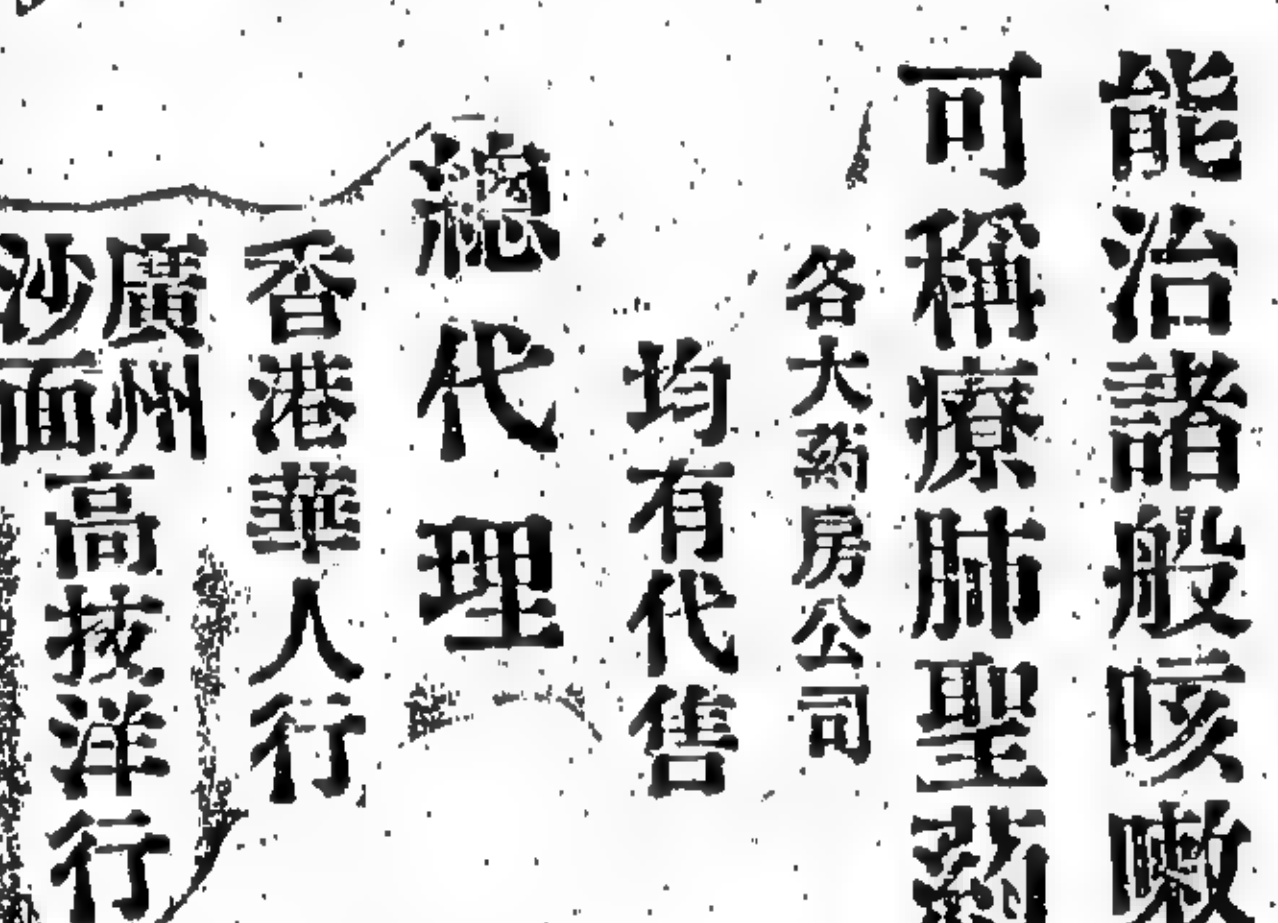 能治諸般咳嗽
可稱療肺聖葯
各大葯房公司
均有代售
總代理
香港華人行
廣州
沙面
高洋行